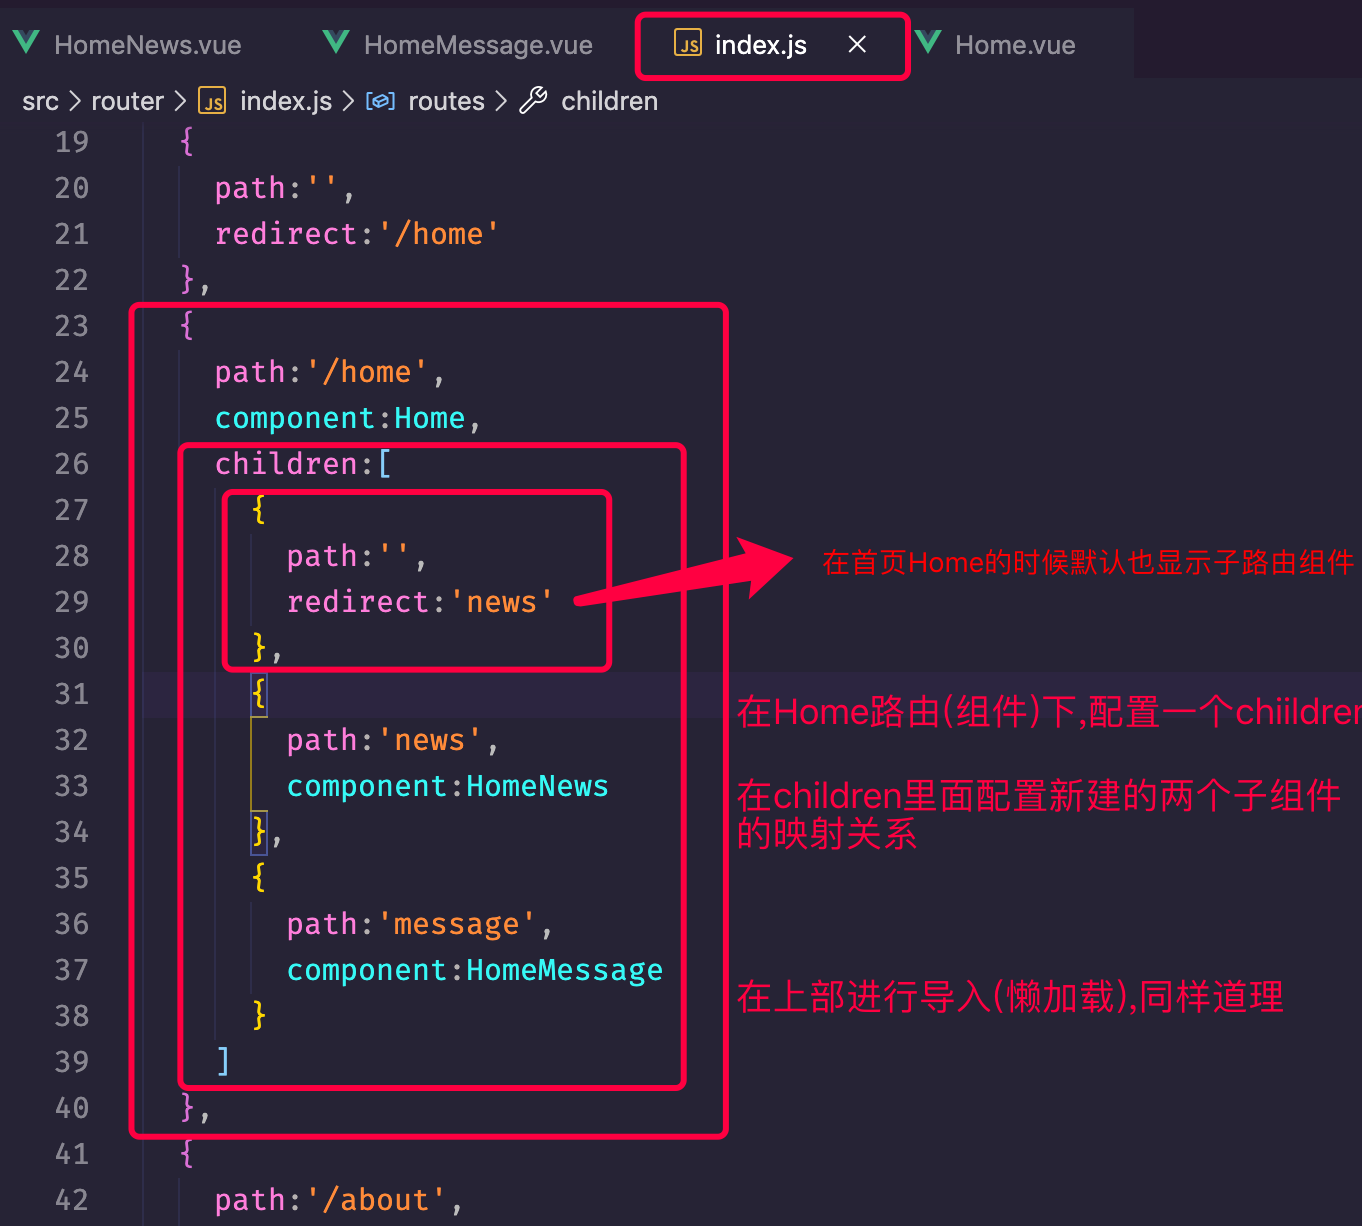 HomeNews.vue HomeMessage.vue JS index.js × Home.vue
src > router > JS index.js > routes > children
19 {
20 path:'',
21 redirect:'/home'
22 },
23 {
24 path:'/home',
25 component:Home,
26 children:[
27 {
28 path:'',
29 redirect:'news'
30 },
31 {
32 path:'news',
33 component:HomeNews
34 },
35 {
36 path:'message',
37 component:HomeMessage
38 }
39 ]
40 },
41 {
42 path:'/about',
在首页Home的时候默认也显示子路由组件
在Home路由(组件)下,配置一个chiildren
在children里面配置新建的两个子组件
的映射关系
在上部进行导入(懒加载),同样道理